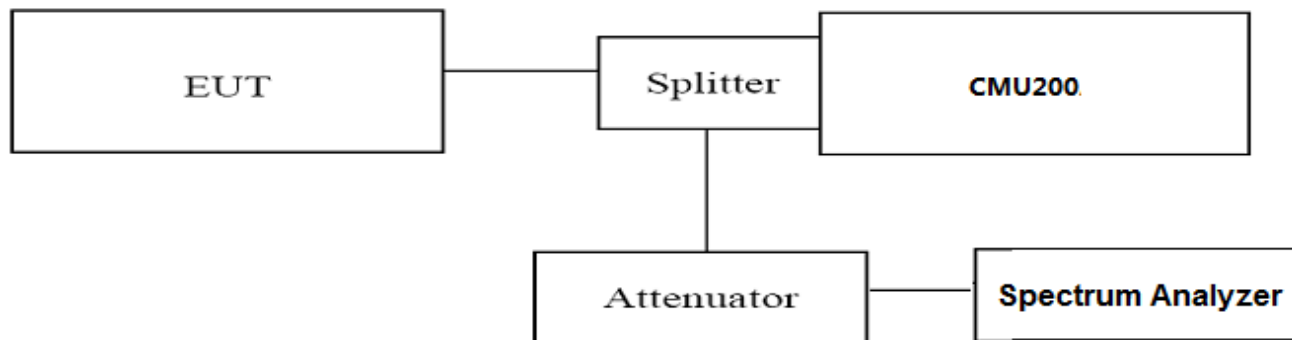 EUT
Splitter
CMU200
Attenuator
Spectrum Analyzer